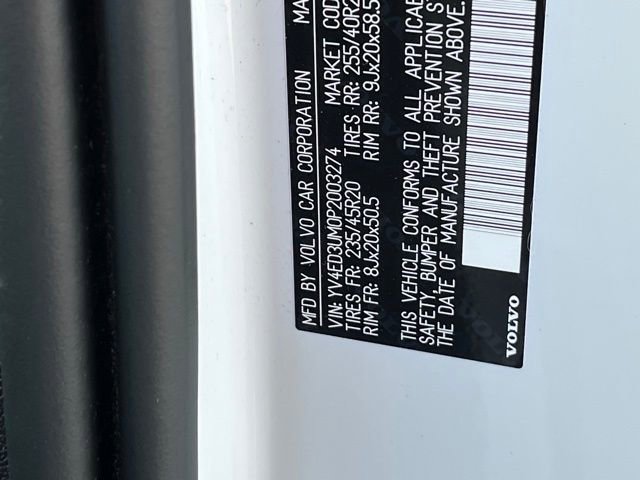 MFD BY VOLVO CAR CORPORATION MA
VIN: YV4ED3UM0P2003274 MARKET COD
TIRES FR: 235/45R20 TIRES RR: 255/40R2
RIM FR: 8Jx20x50.5 RIM RR: 9Jx20x58.5
THIS VEHICLE CONFORMS TO ALL APPLICAB
SAFETY, BUMPER AND THEFT PREVENTION S
THE DATE OF MANUFACTURE SHOWN ABOVE.
VOLVO